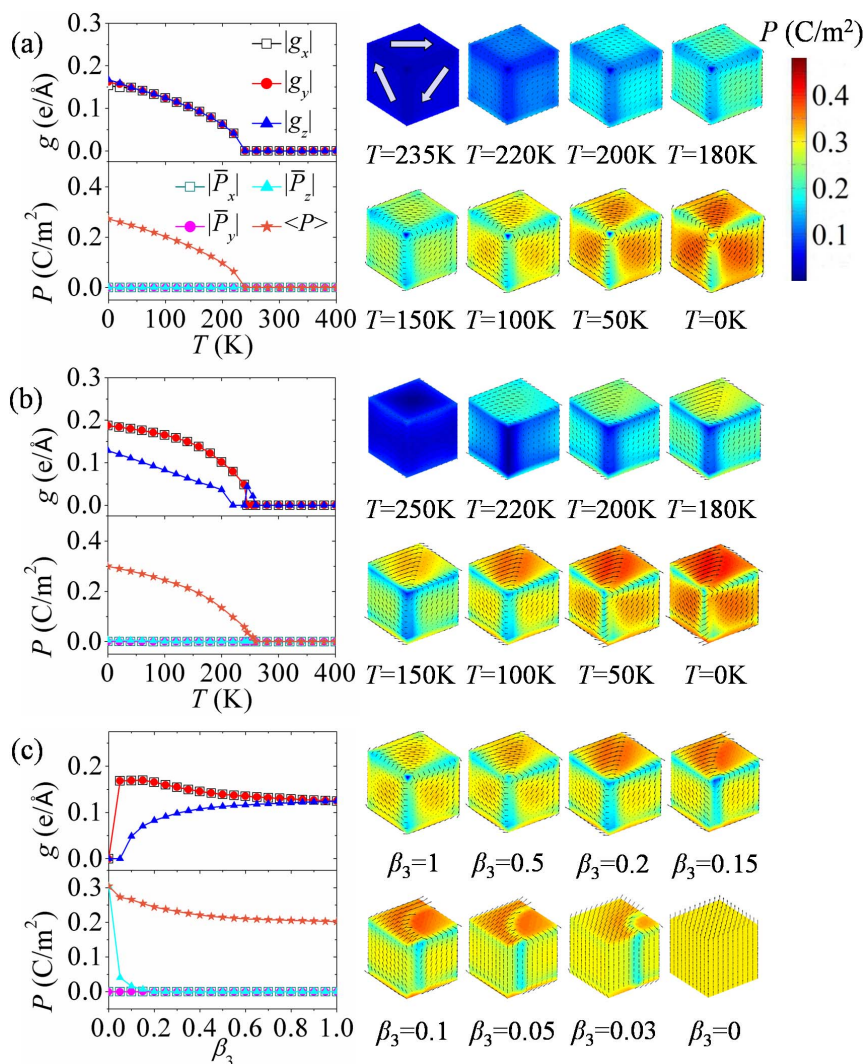 (a)
0.3
0.2
0.1
0.0
g (e/Å)
|gx|
|gy|
|gz|
0.4
0.2
0.0
P (C/m²)
|P̅x| |P̅z|
|P̅y| <P>
0 100 200 300 400
T (K)
T=235K T=220K T=200K T=180K
T=150K T=100K T=50K T=0K
P (C/m²)
0.4
0.3
0.2
0.1
(b)
0.3
0.2
0.1
0.0
g (e/Å)
0.4
0.2
0.0
P (C/m²)
0 100 200 300 400
T (K)
T=250K T=220K T=200K T=180K
T=150K T=100K T=50K T=0K
(c)
0.2
0.1
0.0
g (e/Å)
0.3
0.2
0.1
0.0
P (C/m²)
0.0 0.2 0.4 0.6 0.8 1.0
β₃
β₃=1 β₃=0.5 β₃=0.2 β₃=0.15
β₃=0.1 β₃=0.05 β₃=0.03 β₃=0